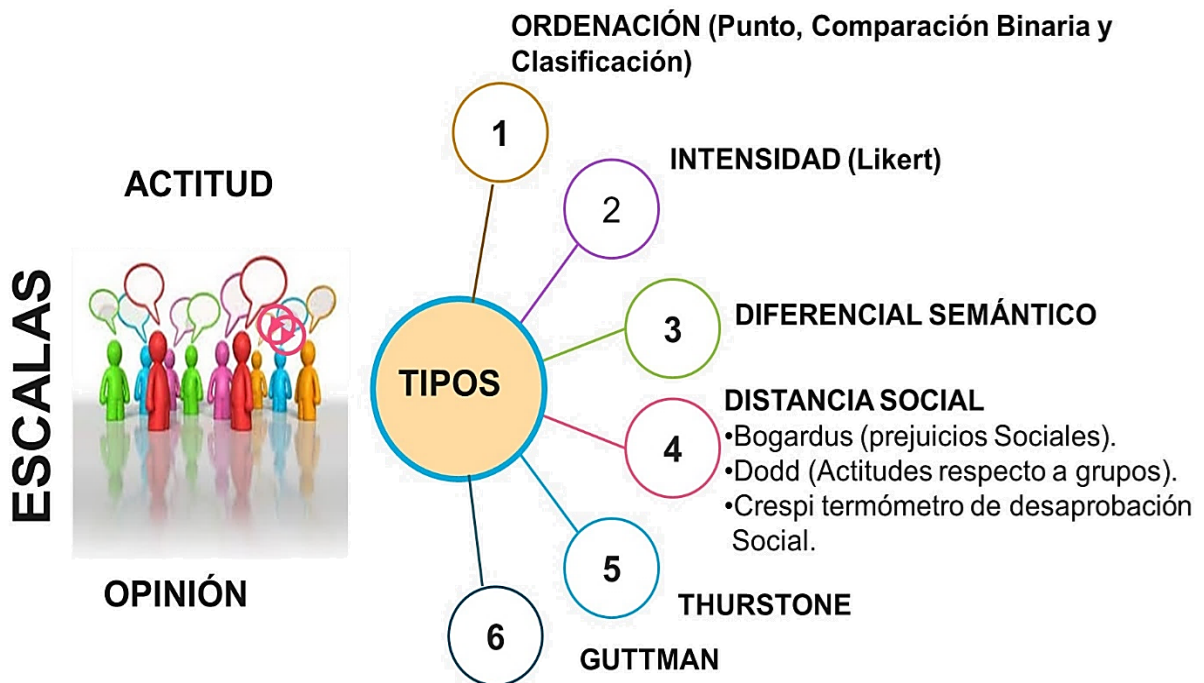 ESCALAS
ACTITUD
OPINIÓN
TIPOS
1
ORDENACIÓN (Punto, Comparación Binaria y
Clasificación)
2
INTENSIDAD (Likert)
3
DIFERENCIAL SEMÁNTICO
4
DISTANCIA SOCIAL
•Bogardus (prejuicios Sociales).
•Dodd (Actitudes respecto a grupos).
•Crespi termómetro de desaprobación
Social.
5
THURSTONE
6
GUTTMAN